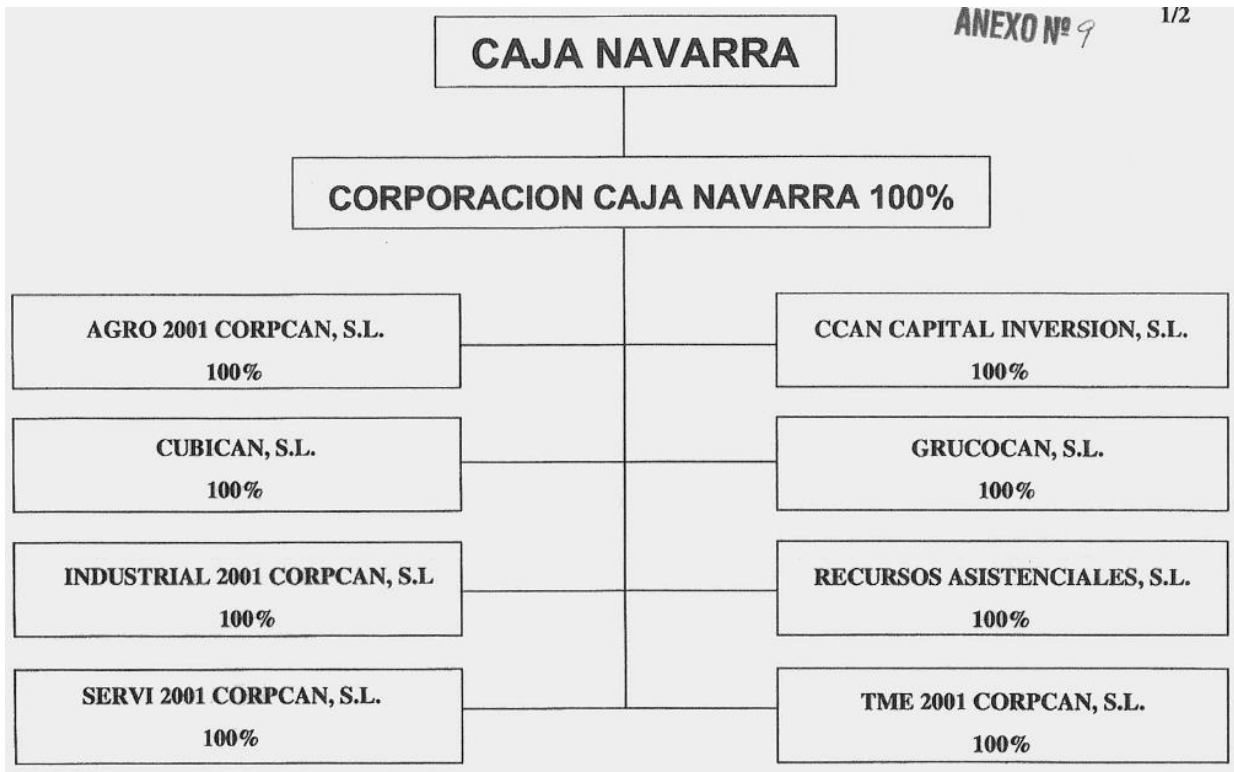 ANEXO Nº 9
1/2
CAJA NAVARRA
CORPORACION CAJA NAVARRA 100%
AGRO 2001 CORPCAN, S.L.
100%
CCAN CAPITAL INVERSION, S.L.
100%
CUBICAN, S.L.
100%
GRUCOCAN, S.L.
100%
INDUSTRIAL 2001 CORPCAN, S.L
100%
RECURSOS ASISTENCIALES, S.L.
100%
SERVI 2001 CORPCAN, S.L.
100%
TME 2001 CORPCAN, S.L.
100%